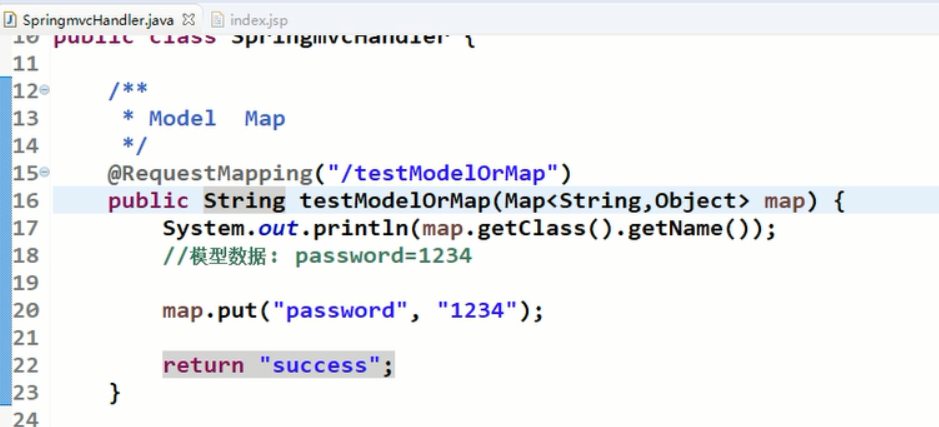 SpringmvcHandler.java index.jsp
10 public class SpringmvcHandler {
11
12 /**
13 * Model  Map
14 */
15 @RequestMapping("/testModelOrMap")
16 public String testModelOrMap(Map<String,Object> map) {
17 System.out.println(map.getClass().getName());
18 //模型数据: password=1234
19
20 map.put("password", "1234");
21
22 return "success";
23 }
24